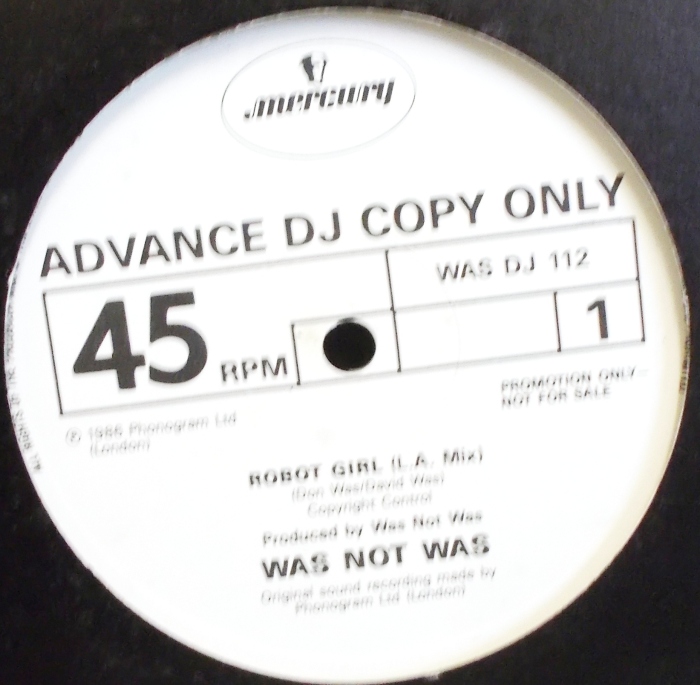 mercury
ADVANCE DJ COPY ONLY
WAS DJ 112
45 RPM
1
PROMOTION ONLY–
NOT FOR SALE
℗ 1986 Phonogram Ltd
(London)
ROBOT GIRL (L.A. Mix)
(Don Was/David Was)
Copyright Control
Produced by Was Not Was
WAS NOT WAS
Original sound recording made by
Phonogram Ltd (London)